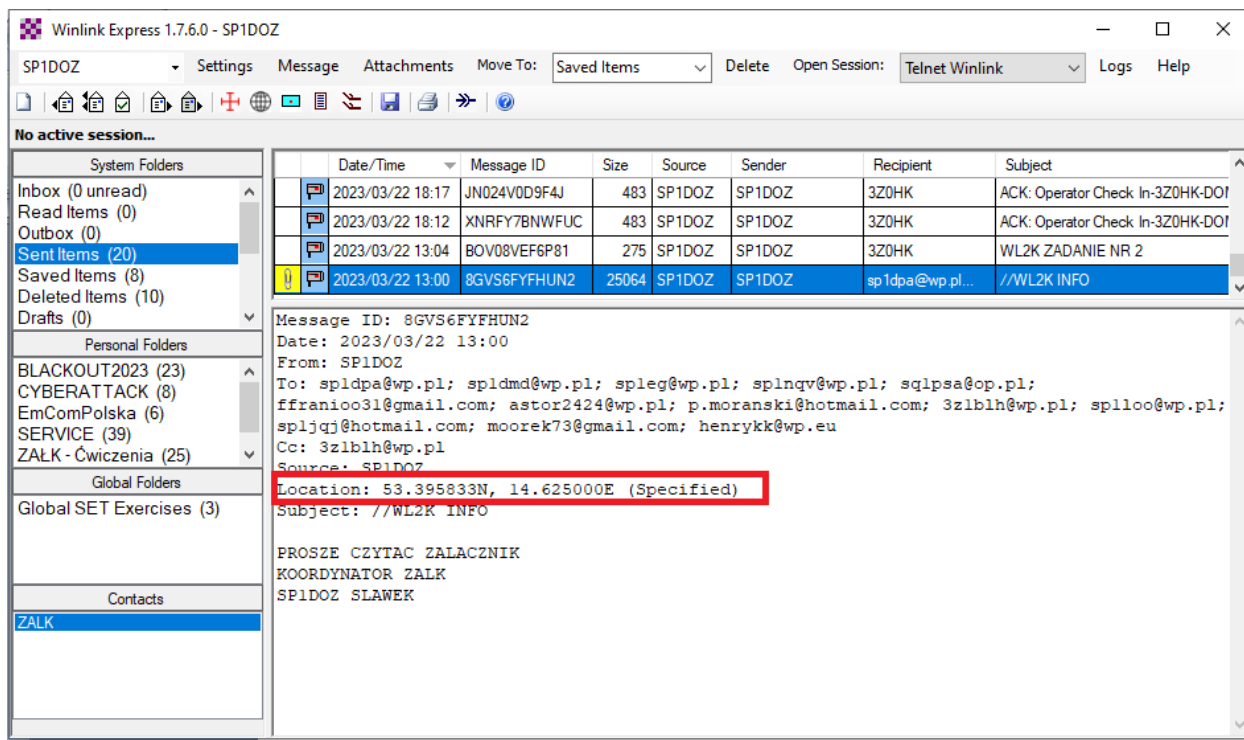 Winlink Express 1.7.6.0 - SP1DOZ
SP1DOZ Settings Message Attachments Move To: Saved Items Delete Open Session: Telnet Winlink Logs Help
No active session...
System Folders
Inbox (0 unread)
Read Items (0)
Outbox (0)
Sent Items (20)
Saved Items (8)
Deleted Items (10)
Drafts (0)
Personal Folders
BLACKOUT2023 (23)
CYBERATTACK (8)
EmComPolska (6)
SERVICE (39)
ZAŁK - Ćwiczenia (25)
Global Folders
Global SET Exercises (3)
Contacts
ZALK
Date/Time Message ID Size Source Sender Recipient Subject
2023/03/22 18:17 JN024V0D9F4J 483 SP1DOZ SP1DOZ 3Z0HK ACK: Operator Check In-3Z0HK-DOM
2023/03/22 18:12 XNRFY7BNWFUC 483 SP1DOZ SP1DOZ 3Z0HK ACK: Operator Check In-3Z0HK-DOM
2023/03/22 13:04 BOV08VEF6P81 275 SP1DOZ SP1DOZ 3Z0HK WL2K ZADANIE NR 2
2023/03/22 13:00 8GVS6FYFHUN2 25064 SP1DOZ SP1DOZ sp1dpa@wp.pl... //WL2K INFO
Message ID: 8GVS6FYFHUN2
Date: 2023/03/22 13:00
From: SP1DOZ
To: sp1dpa@wp.pl; sp1dmd@wp.pl; sp1eg@wp.pl; sp1nqv@wp.pl; sq1psa@op.pl;
ffranioo31@gmail.com; astor2424@wp.pl; p.moranski@hotmail.com; 3z1blh@wp.pl; sp1loo@wp.pl;
sp1jqj@hotmail.com; moorek73@gmail.com; henrykk@wp.eu
Cc: 3z1blh@wp.pl
Source: SP1DOZ
Location: 53.395833N, 14.625000E (Specified)
Subject: //WL2K INFO
PROSZE CZYTAC ZALACZNIK
KOORDYNATOR ZALK
SP1DOZ SLAWEK